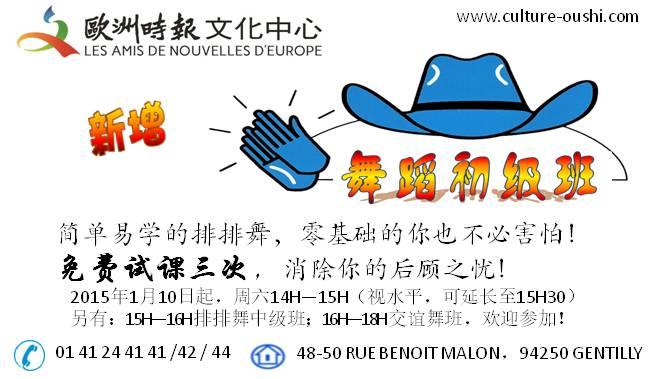 歐洲時報 文化中心
LES AMIS DE NOUVELLES D'EUROPE
www.culture-oushi.com
新增
舞蹈初级班
简单易学的排排舞，零基础的你也不必害怕！
免费试课三次，消除你的后顾之忧！
2015年1月10日起，周六14H—15H（视水平，可延长至15H30）
另有：15H—16H排排舞中级班；16H—18H交谊舞班，欢迎参加！
01 41 24 41 41 /42 / 44
48-50 RUE BENOIT MALON，94250 GENTILLY